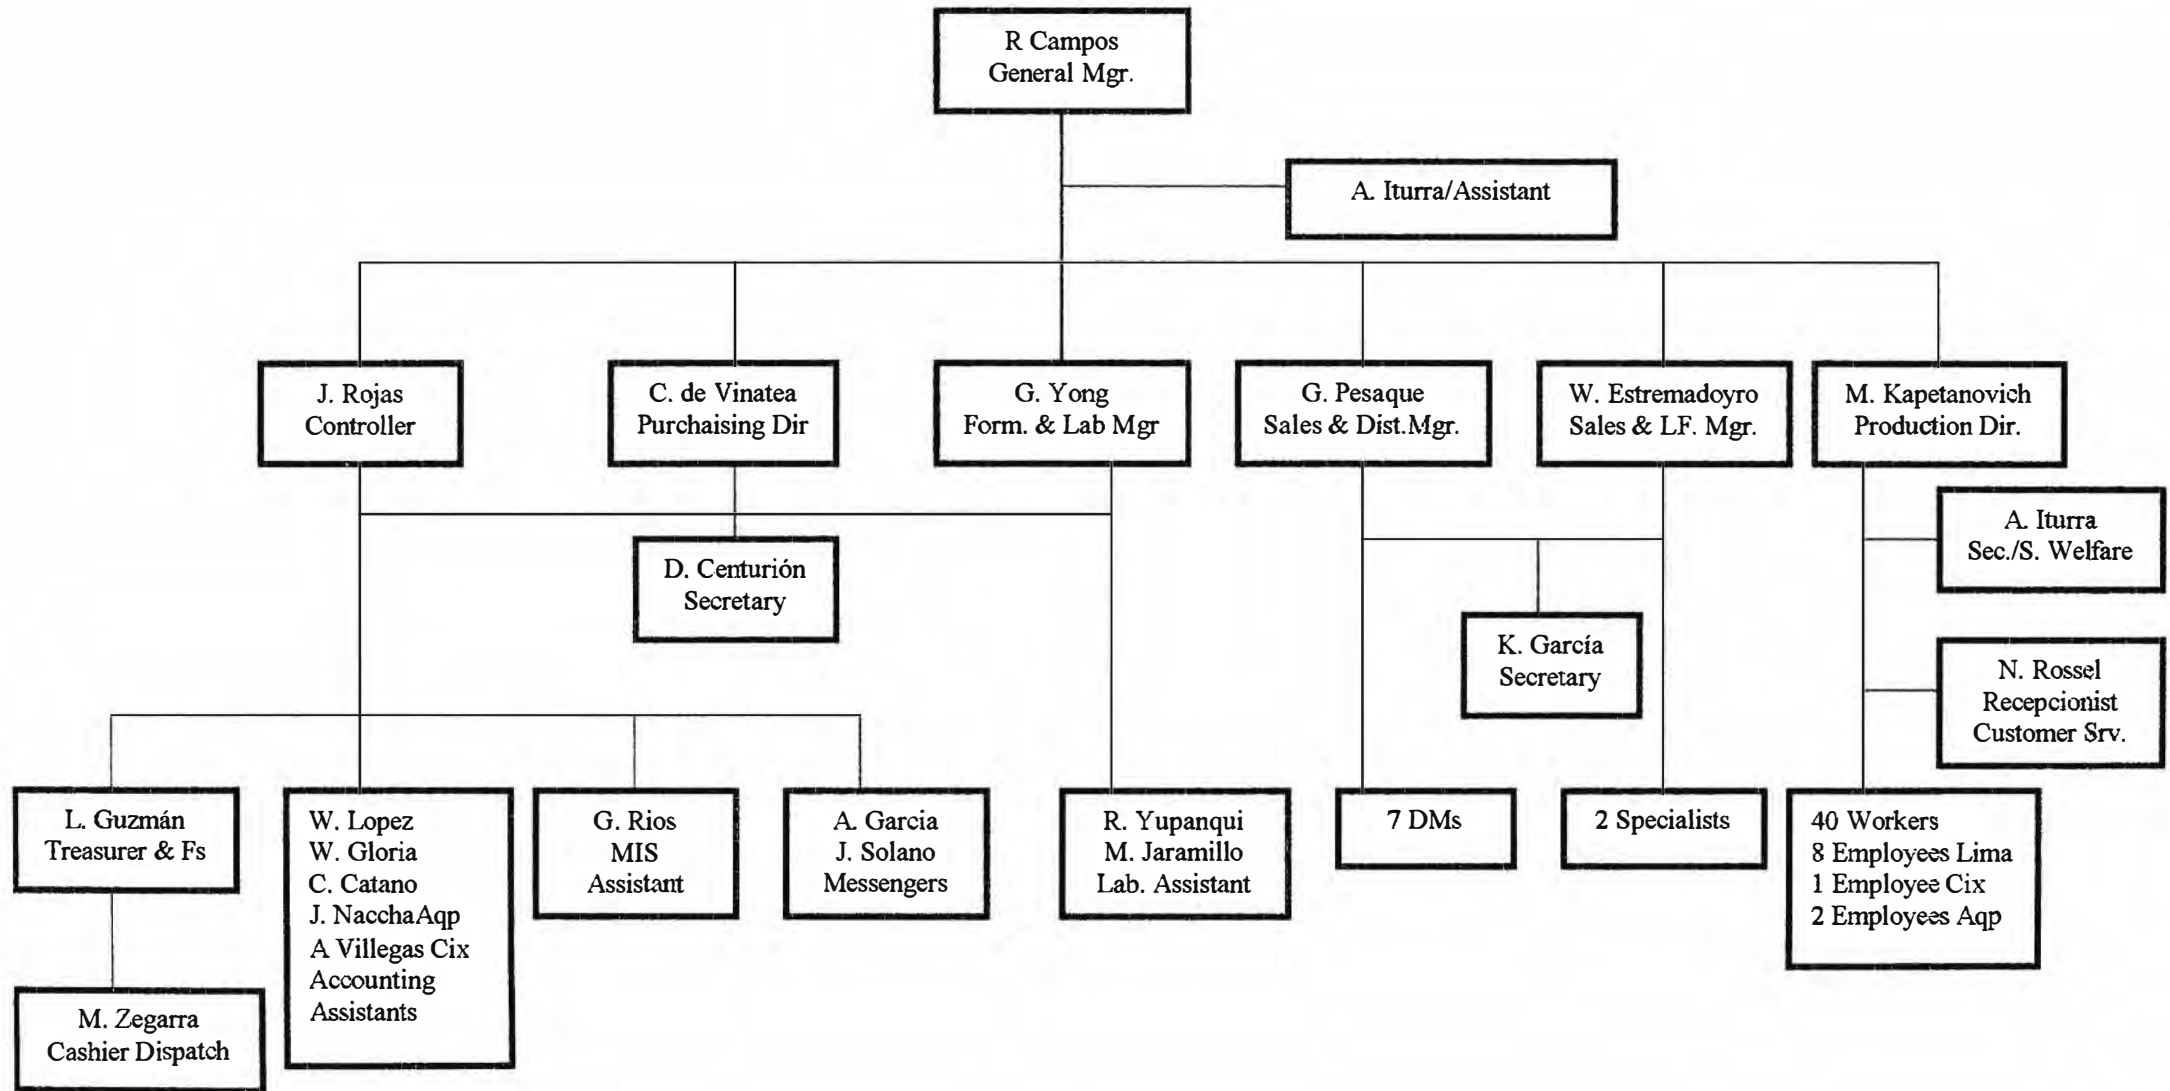 R Campos
General Mgr.
A. Iturra/Assistant
J. Rojas
Controller
C. de Vinatea
Purchaising Dir
G. Yong
Form. & Lab Mgr
G. Pesaque
Sales & Dist.Mgr.
W. Estremadoyro
Sales & LF. Mgr.
M. Kapetanovich
Production Dir.
A. Iturra
Sec./S. Welfare
D. Centurión
Secretary
K. García
Secretary
N. Rossel
Recepcionist
Customer Srv.
L. Guzmán
Treasurer & Fs
W. Lopez
W. Gloria
C. Catano
J. NacchaAqp
A Villegas Cix
Accounting
Assistants
G. Rios
MIS
Assistant
A. Garcia
J. Solano
Messengers
R. Yupanqui
M. Jaramillo
Lab. Assistant
7 DMs
2 Specialists
40 Workers
8 Employees Lima
1 Employee Cix
2 Employees Aqp
M. Zegarra
Cashier Dispatch